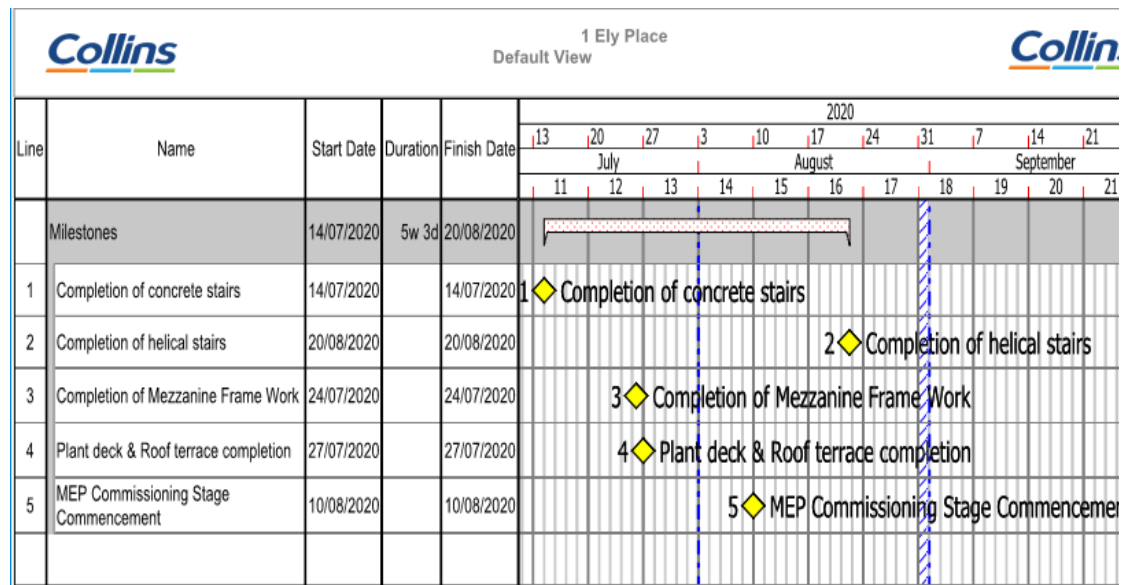 Collins
1 Ely Place
Default View
Collin
Line Name Start Date Duration Finish Date
2020
13 20 27 3 10 17 24 31 7 14 21
July August September
11 12 13 14 15 16 17 18 19 20 21
Milestones 14/07/2020 5w 3d 20/08/2020
1 Completion of concrete stairs 14/07/2020 14/07/2020 1 Completion of concrete stairs
2 Completion of helical stairs 20/08/2020 20/08/2020 2 Completion of helical stairs
3 Completion of Mezzanine Frame Work 24/07/2020 24/07/2020 3 Completion of Mezzanine Frame Work
4 Plant deck & Roof terrace completion 27/07/2020 27/07/2020 4 Plant deck & Roof terrace completion
5 MEP Commissioning Stage
Commencement 10/08/2020 10/08/2020 5 MEP Commissioning Stage Commencemer